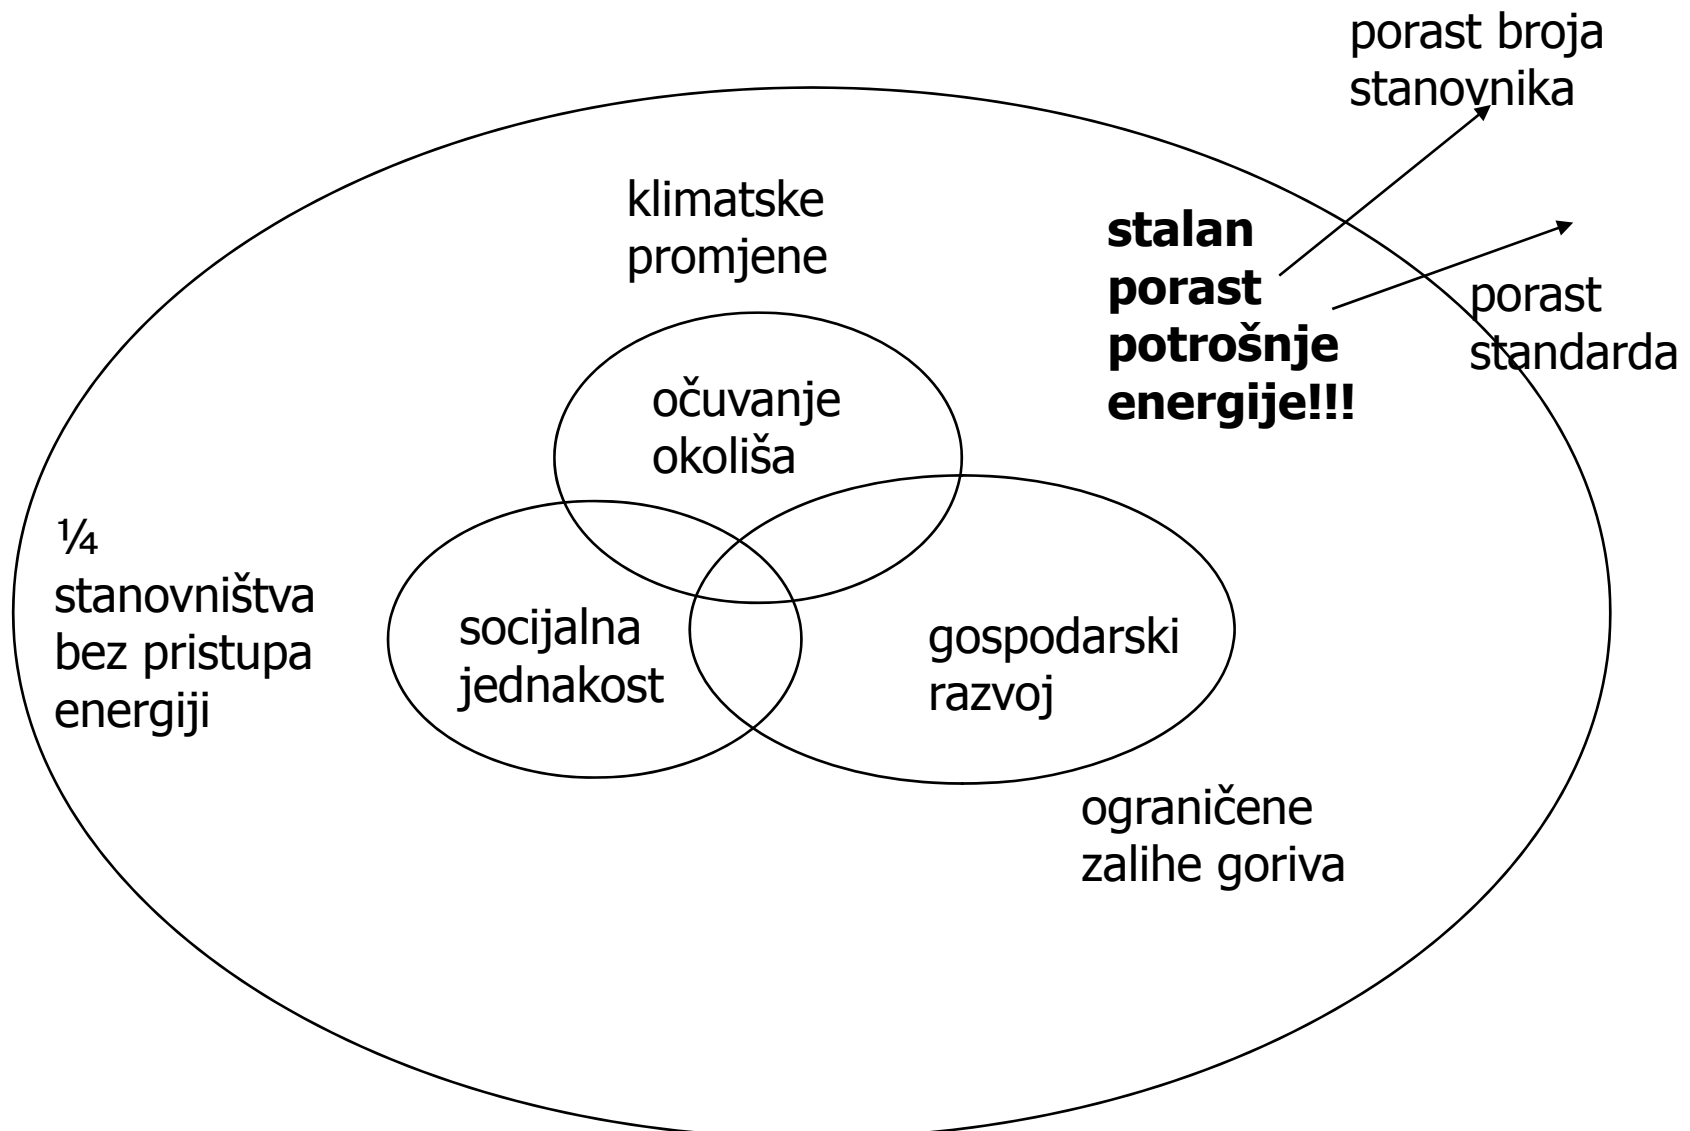 porast broja
stanovnika
klimatske
promjene
stalan
porast
potrošnje
energije!!!
porast
standarda
očuvanje
okoliša
¼
stanovništva
bez pristupa
energiji
socijalna
jednakost
gospodarski
razvoj
ograničene
zalihe goriva